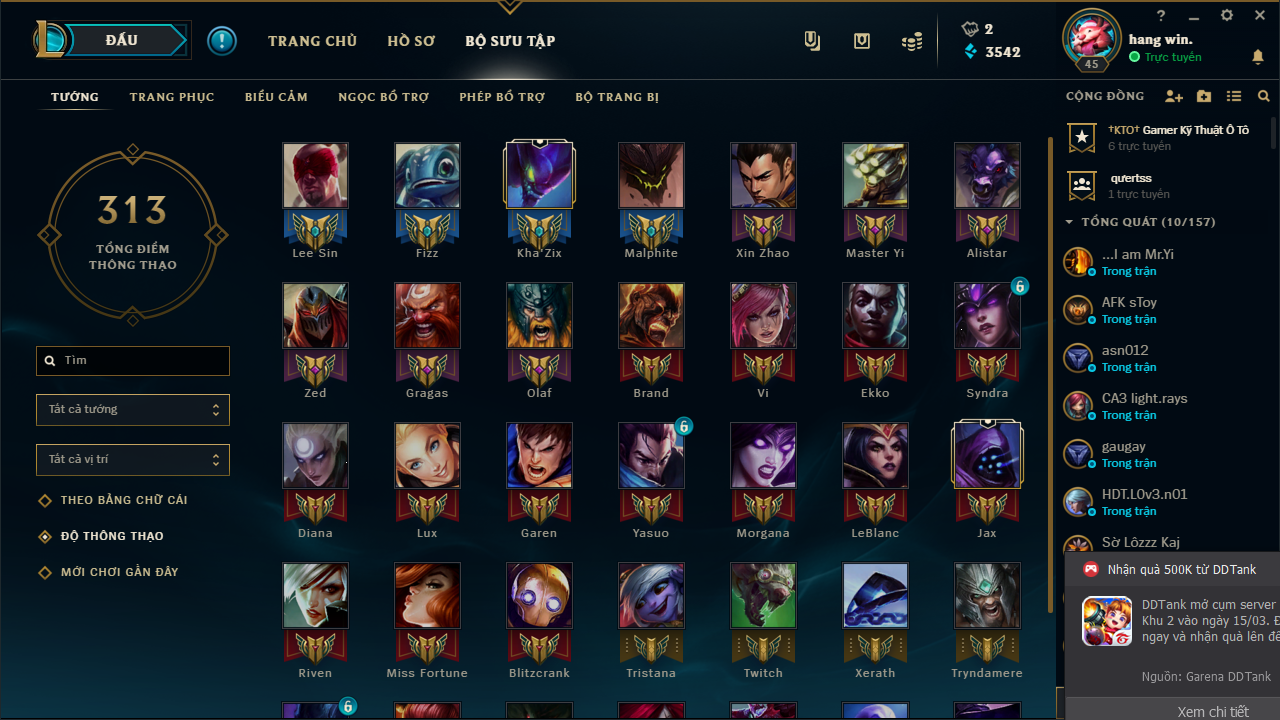 ĐẤU
TRANG CHỦ
HỒ SƠ
BỘ SƯU TẬP
2
3542
45
hang win.
Trực tuyến
TƯỚNG
TRANG PHỤC
BIỂU CẢM
NGỌC BỔ TRỢ
PHÉP BỔ TRỢ
BỘ TRANG BỊ
CỘNG ĐỒNG
313
TỔNG ĐIỂM
THÔNG THẠO
Tìm
Tất cả tướng
Tất cả vị trí
THEO BẢNG CHỮ CÁI
ĐỘ THÔNG THẠO
MỚI CHƠI GẦN ĐÂY
Lee Sin
Fizz
Kha'Zix
Malphite
Xin Zhao
Master Yi
Alistar
6
Zed
Gragas
Olaf
Brand
Vi
Ekko
Syndra
6
Diana
Lux
Garen
Yasuo
Morgana
LeBlanc
Jax
Riven
Miss Fortune
Blitzcrank
Tristana
Twitch
Xerath
Tryndamere
6
†KTO† Gamer Kỹ Thuật Ô Tô
6 trực tuyến
qưertss
1 trực tuyến
TỔNG QUÁT (10/157)
...I am Mr.Yi
Trong trận
AFK sToy
Trong trận
asn012
Trong trận
CA3 light.rays
Trong trận
gaugay
Trong trận
HDT.L0v3.n01
Trong trận
Sờ Lôzzz Kaj
Nhận quà 500K từ DDTank
DDTank mở cụm server
Khu 2 vào ngày 15/03. Đ
ngay và nhận quà lên đế
Nguồn: Garena DDTank
Xem chi tiết